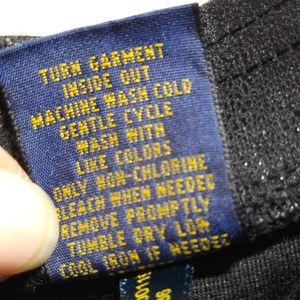 TURN GARMENT
INSIDE OUT
MACHINE WASH COLD
GENTLE CYCLE
WASH WITH
LIKE COLORS
ONLY NON-CHLORINE
BLEACH WHEN NEEDED
REMOVE PROMPTLY
TUMBLE DRY LOW
COOL IRON IF NEEDED